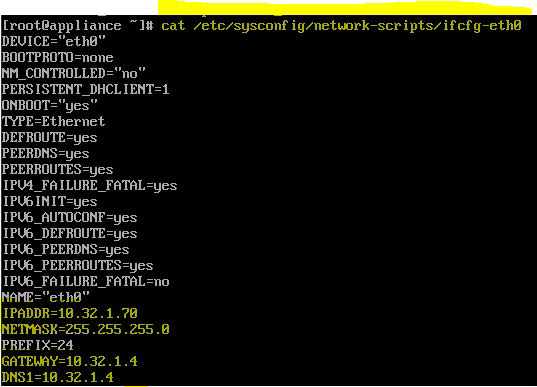 [root@appliance ~]# cat /etc/sysconfig/network-scripts/ifcfg-eth0
DEVICE="eth0"
BOOTPROTO=none
NM_CONTROLLED="no"
PERSISTENT_DHCLIENT=1
ONBOOT="yes"
TYPE=Ethernet
DEFROUTE=yes
PEERDNS=yes
PEERROUTES=yes
IPV4_FAILURE_FATAL=yes
IPV6INIT=yes
IPV6_AUTOCONF=yes
IPV6_DEFROUTE=yes
IPV6_PEERDNS=yes
IPV6_PEERROUTES=yes
IPV6_FAILURE_FATAL=no
NAME="eth0"
IPADDR=10.32.1.70
NETMASK=255.255.255.0
PREFIX=24
GATEWAY=10.32.1.4
DNS1=10.32.1.4